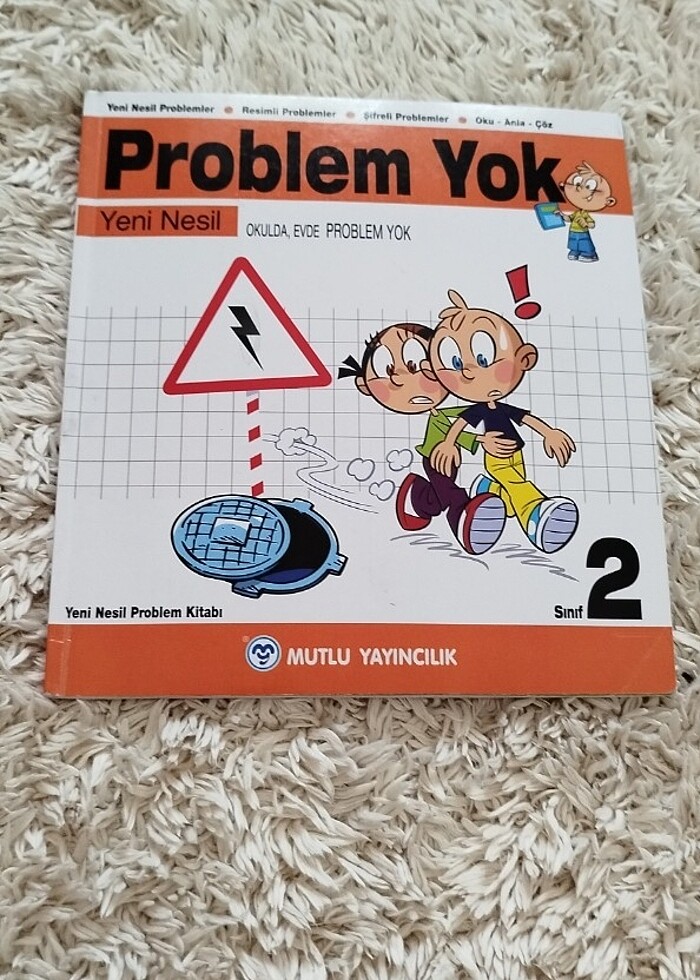 Yeni Nesil Problemler • Resimli Problemler • Şifreli Problemler • Oku - Anla - Çöz
Problem Yok
Yeni Nesil
OKULDA, EVDE PROBLEM YOK
!
Yeni Nesil Problem Kitabı
Sınıf 2
MUTLU YAYINCILIK